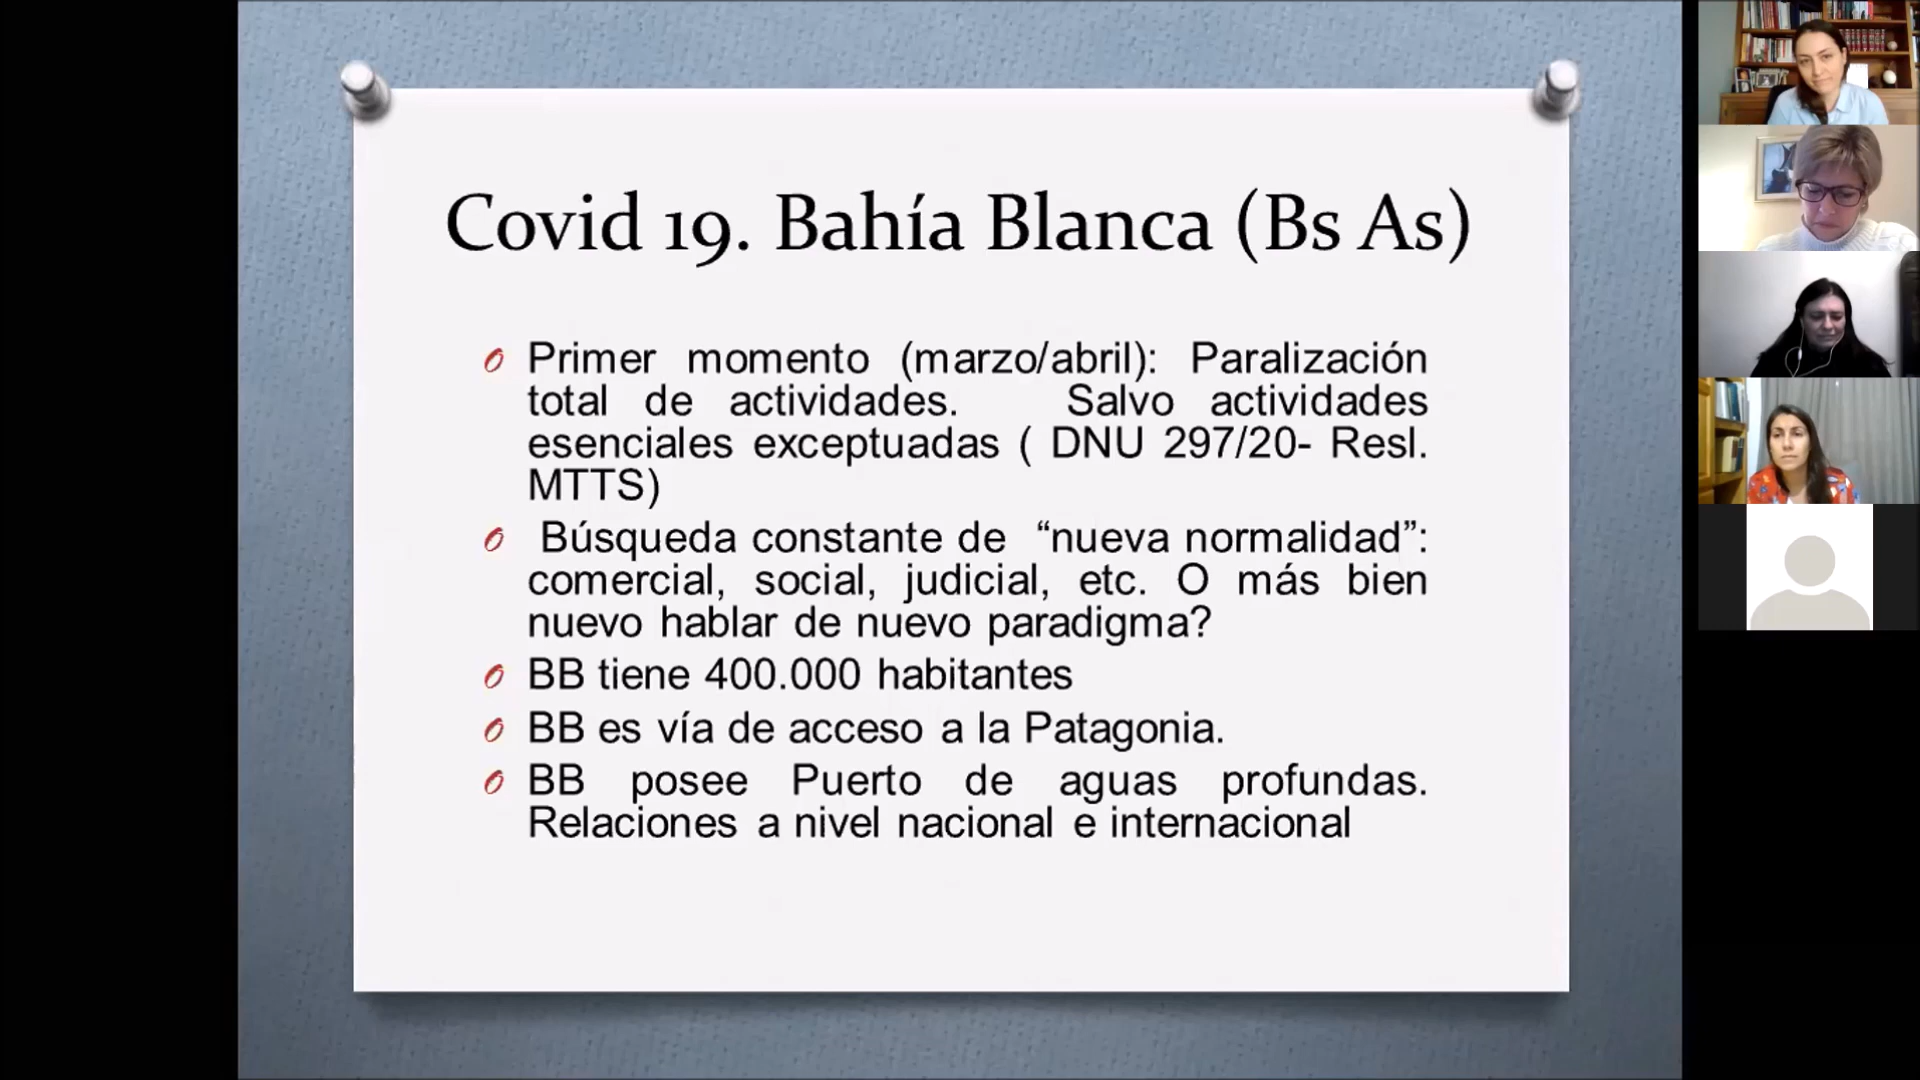 Covid 19. Bahía Blanca (Bs As)
Primer momento (marzo/abril): Paralización
total de actividades. Salvo actividades
esenciales exceptuadas ( DNU 297/20- Resl.
MTTS)
Búsqueda constante de “nueva normalidad”:
comercial, social, judicial, etc. O más bien
nuevo hablar de nuevo paradigma?
BB tiene 400.000 habitantes
BB es vía de acceso a la Patagonia.
BB posee Puerto de aguas profundas.
Relaciones a nivel nacional e internacional